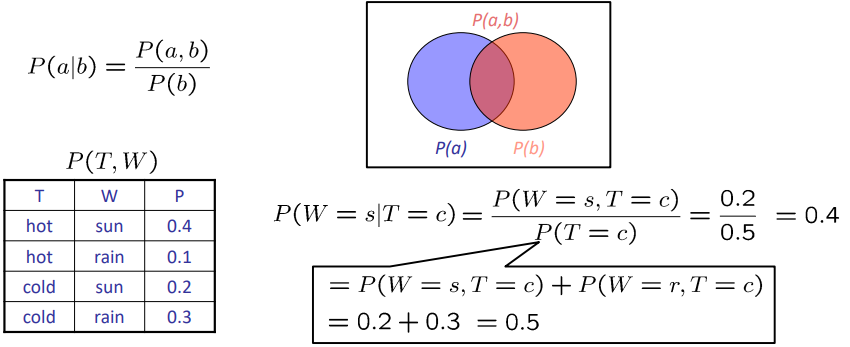 P(a|b) = P(a, b) / P(b)
P(a,b)
P(a) P(b)
P(T, W)
T W P
hot sun 0.4
hot rain 0.1
cold sun 0.2
cold rain 0.3
P(W = s|T = c) = P(W = s, T = c) / P(T = c) = 0.2 / 0.5 = 0.4
= P(W = s, T = c) + P(W = r, T = c)
= 0.2 + 0.3 = 0.5